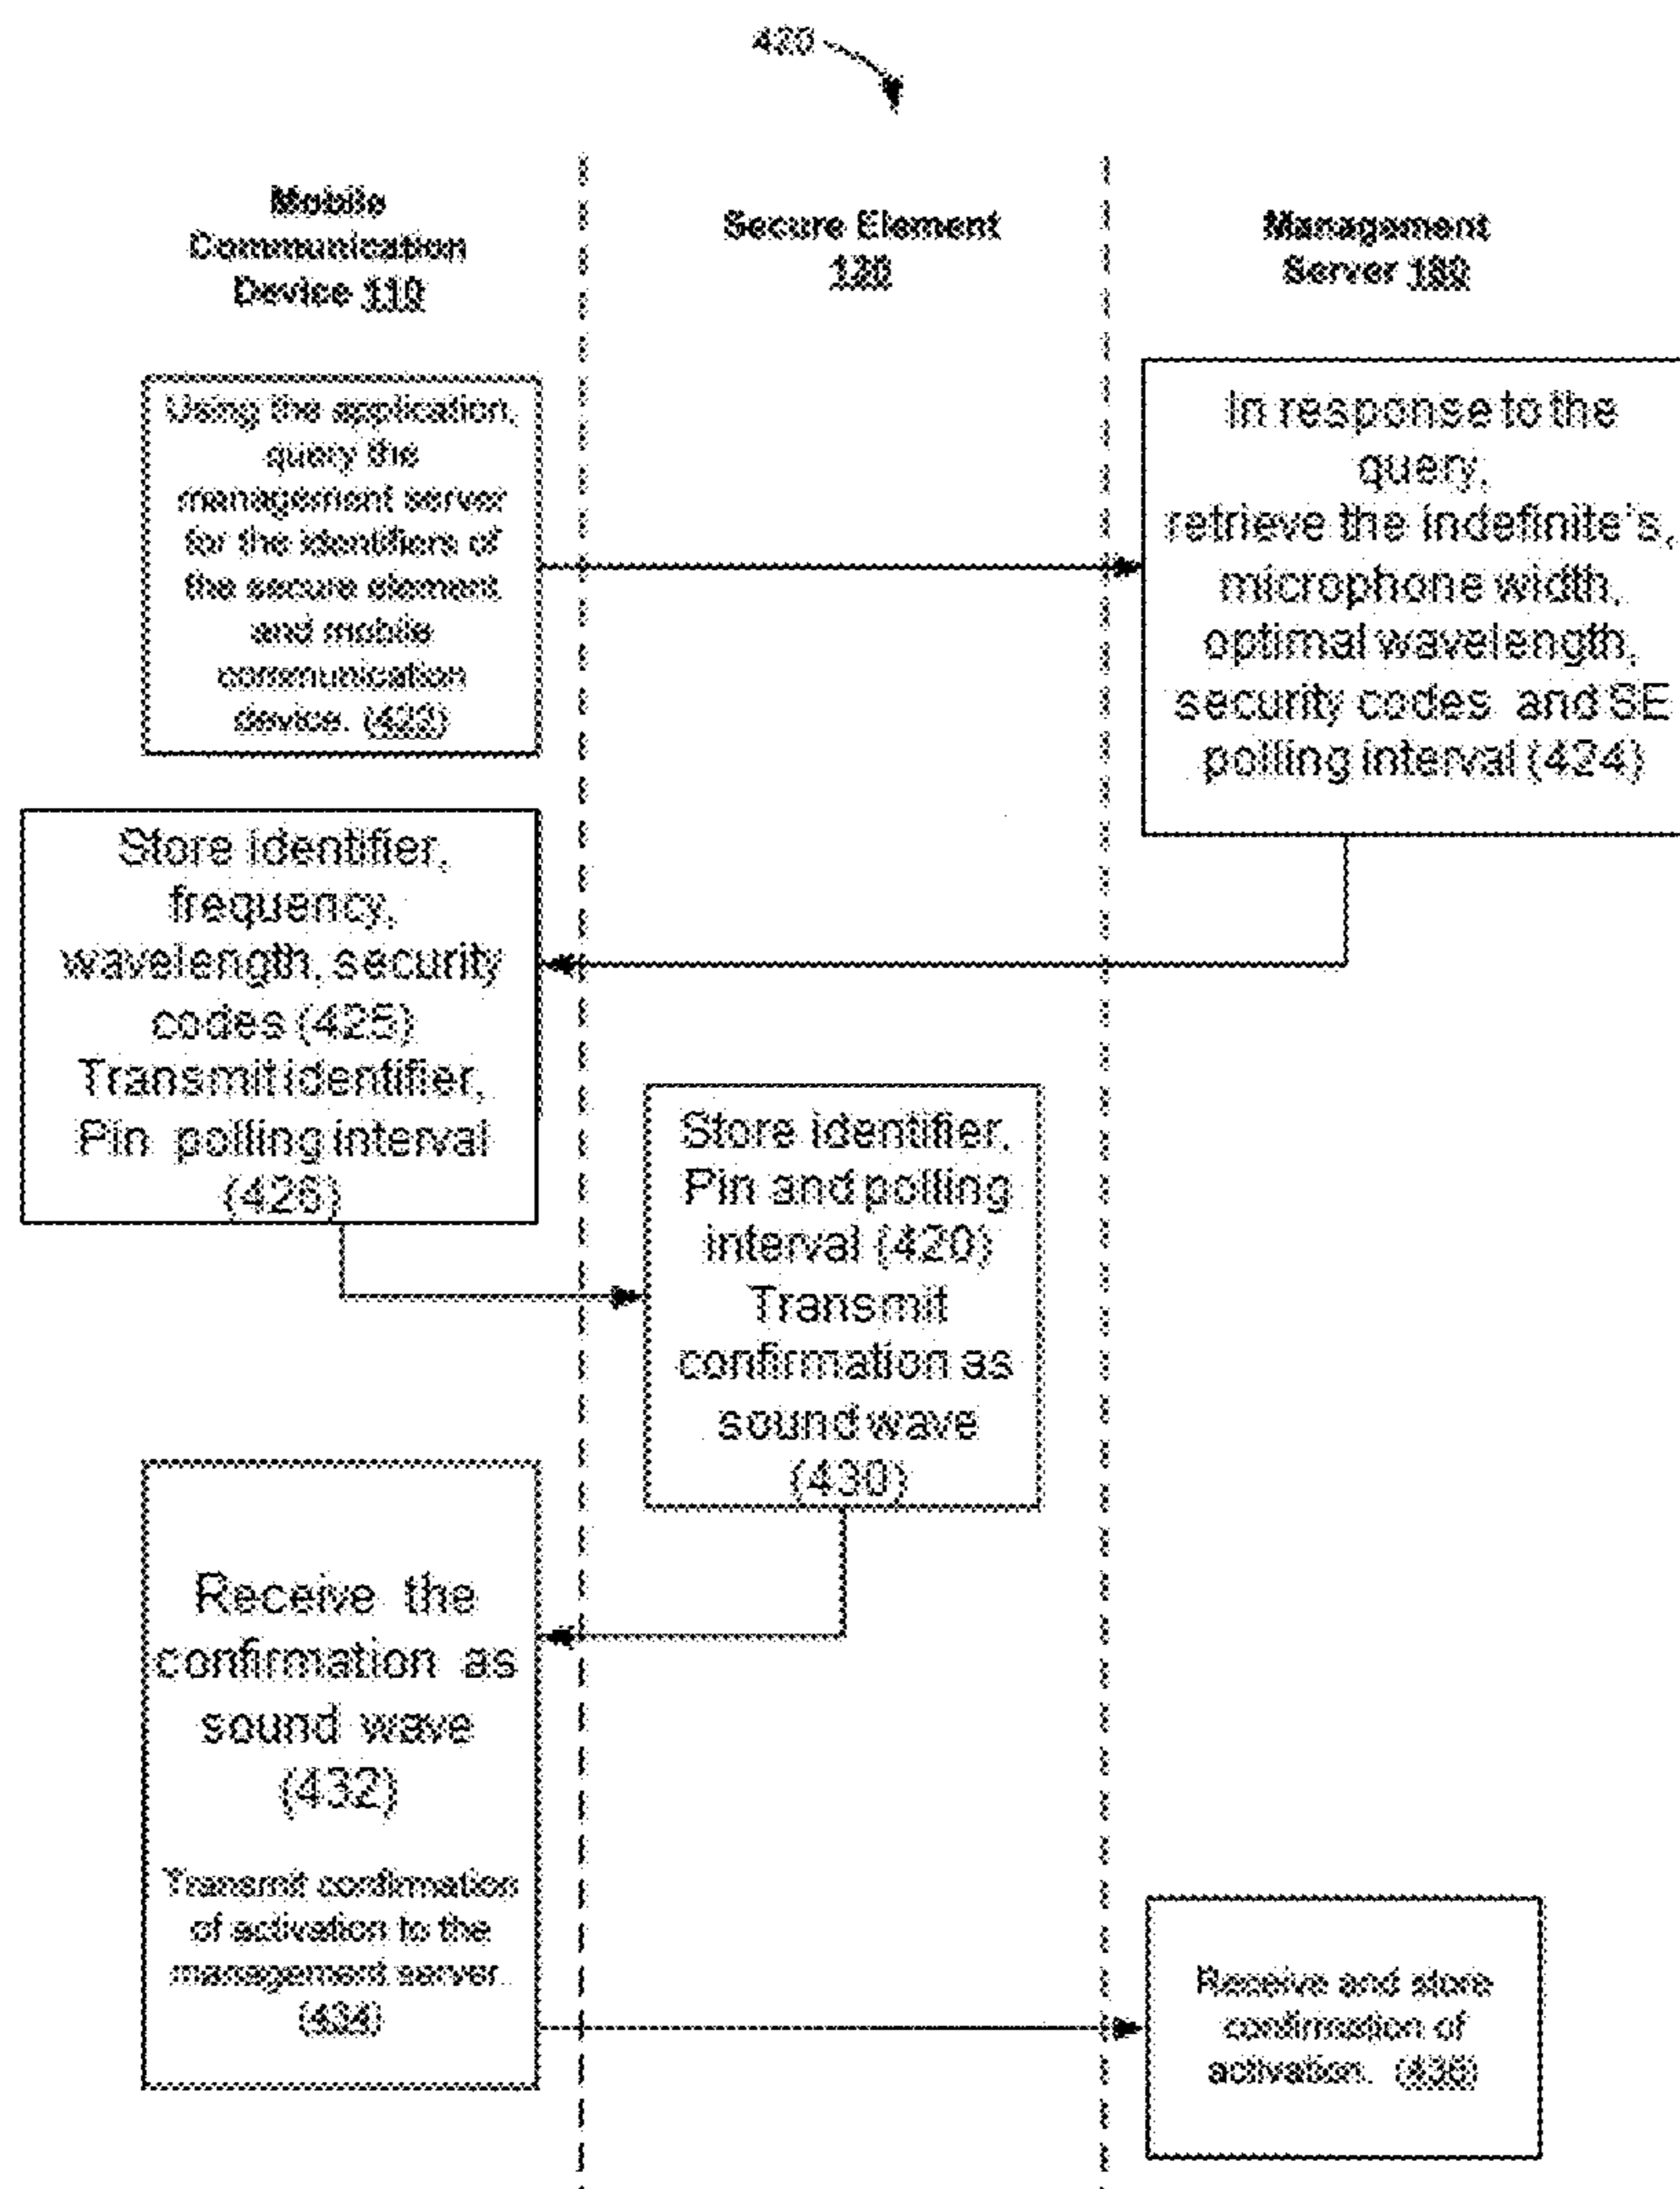 420
Mobile
Communication
Device 110
Secure Element
120
Management
Server 180
Using the application,
query the
management server
for the identifiers of
the secure element
and mobile
communication
device. (422)
In response to the
query,
retrieve the indefinite's,
microphone width,
optimal wavelength,
security codes and SE
polling interval (424)
Store identifier,
frequency,
wavelength, security
codes (425)
Transmit identifier,
Pin polling interval
(426)
Store identifier,
Pin and polling
interval (420)
Transmit
confirmation as
sound wave
(430)
Receive the
confirmation as
sound wave
(432)
Transmit confirmation
of activation to the
management server.
(434)
Receive and store
confirmation of
activation. (436)